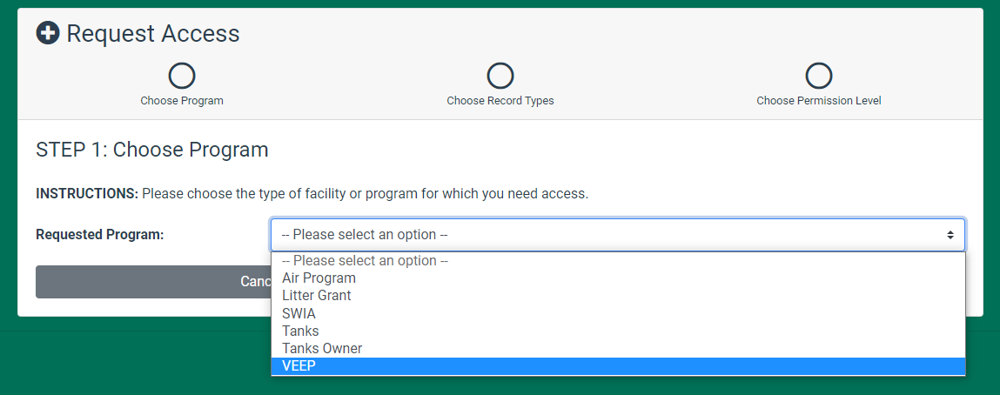 Request Access
Choose Program
Choose Record Types
Choose Permission Level
STEP 1: Choose Program
INSTRUCTIONS: Please choose the type of facility or program for which you need access.
Requested Program:
-- Please select an option --
-- Please select an option --
Air Program
Litter Grant
SWIA
Tanks
Tanks Owner
VEEP
Canc